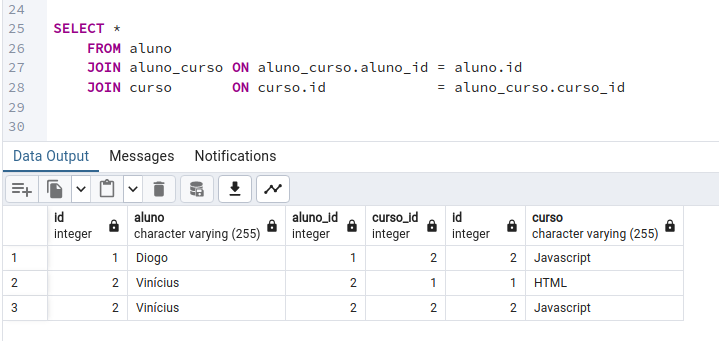 24
25 SELECT *
26 FROM aluno
27 JOIN aluno_curso ON aluno_curso.aluno_id = aluno.id
28 JOIN curso ON curso.id = aluno_curso.curso_id
29
30
Data Output Messages Notifications
id aluno aluno_id curso_id id curso
integer character varying (255) integer integer integer character varying (255)
1 1 Diogo 1 2 2 Javascript
2 2 Vinícius 2 1 1 HTML
3 2 Vinícius 2 2 2 Javascript